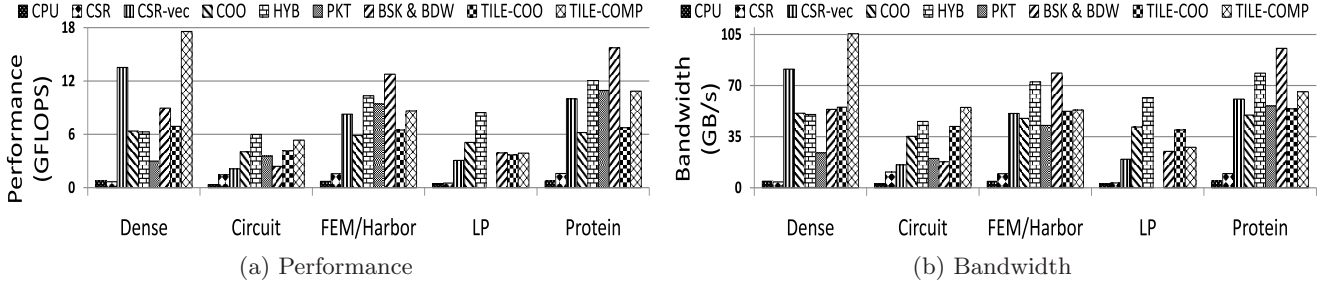 CPU CSR CSR-vec COO HYB PKT BSK & BDW TILE-COO TILE-COMP
18
12
6
0
Performance
(GFLOPS)
Dense Circuit FEM/Harbor LP Protein
(a) Performance
CPU CSR CSR-vec COO HYB PKT BSK & BDW TILE-COO TILE-COMP
105
70
35
0
Bandwidth
(GB/s)
Dense Circuit FEM/Harbor LP Protein
(b) Bandwidth